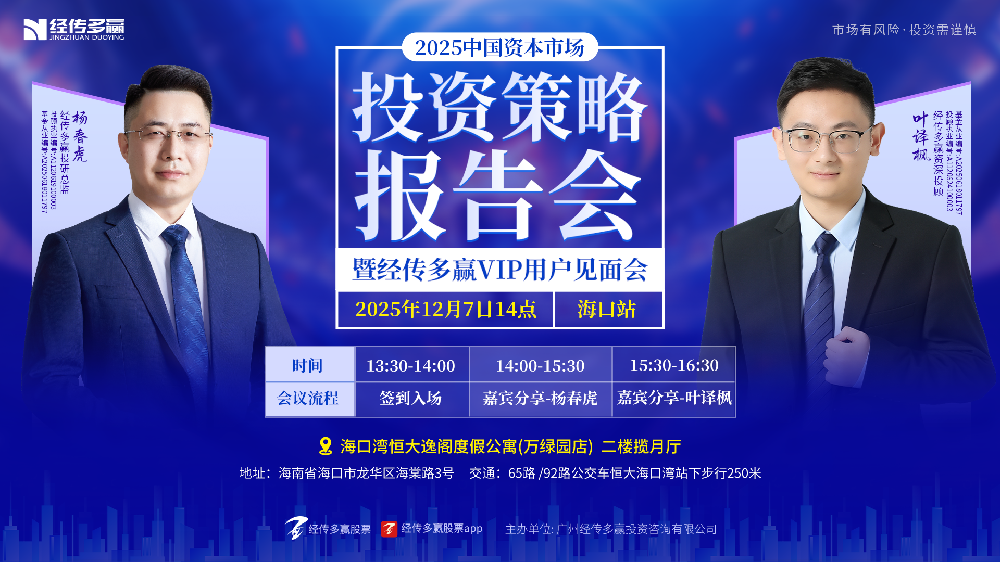 经传多赢
JINGZHUAN DUOYING
市场有风险·投资需谨慎
2025中国资本市场
投资策略
报告会
暨经传多赢VIP用户见面会
2025年12月7日14点
海口站
杨春虎
经传多赢投研总监
投顾执业编号:A1120619100003
基金从业编号:A20250618011797
叶译枫
经传多赢资深投顾
投顾执业编号:A1120624100003
基金从业编号:A20250618011797
时间 13:30-14:00 14:00-15:30 15:30-16:30
会议流程 签到入场 嘉宾分享-杨春虎 嘉宾分享-叶译枫
海口湾恒大逸阁度假公寓(万绿园店) 二楼揽月厅
地址：海南省海口市龙华区海棠路3号 交通：65路 /92路公交车恒大海口湾站下步行250米
经传多赢股票 经传多赢股票app 主办单位: 广州经传多赢投资咨询有限公司